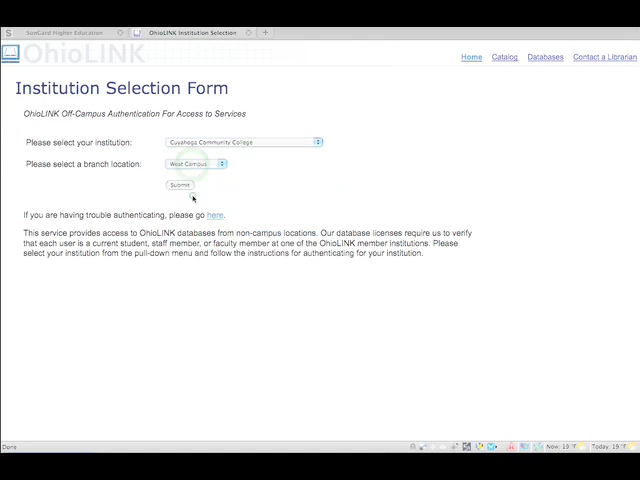 SunGard Higher Education
OhioLINK Institution Selection
OhioLINK
Home Catalog Databases Contact a Librarian
Institution Selection Form
OhioLINK Off-Campus Authentication For Access to Services
Please select your institution: Cuyahoga Community College
Please select a branch location: West Campus
Submit
If you are having trouble authenticating, please go here.
This service provides access to OhioLINK databases from non-campus locations. Our database licenses require us to verify
that each user is a current student, staff member, or faculty member at one of the OhioLINK member institutions. Please
select your institution from the pull-down menu and follow the instructions for authenticating for your institution.
Done Now: 19 °F Today: 19 °F